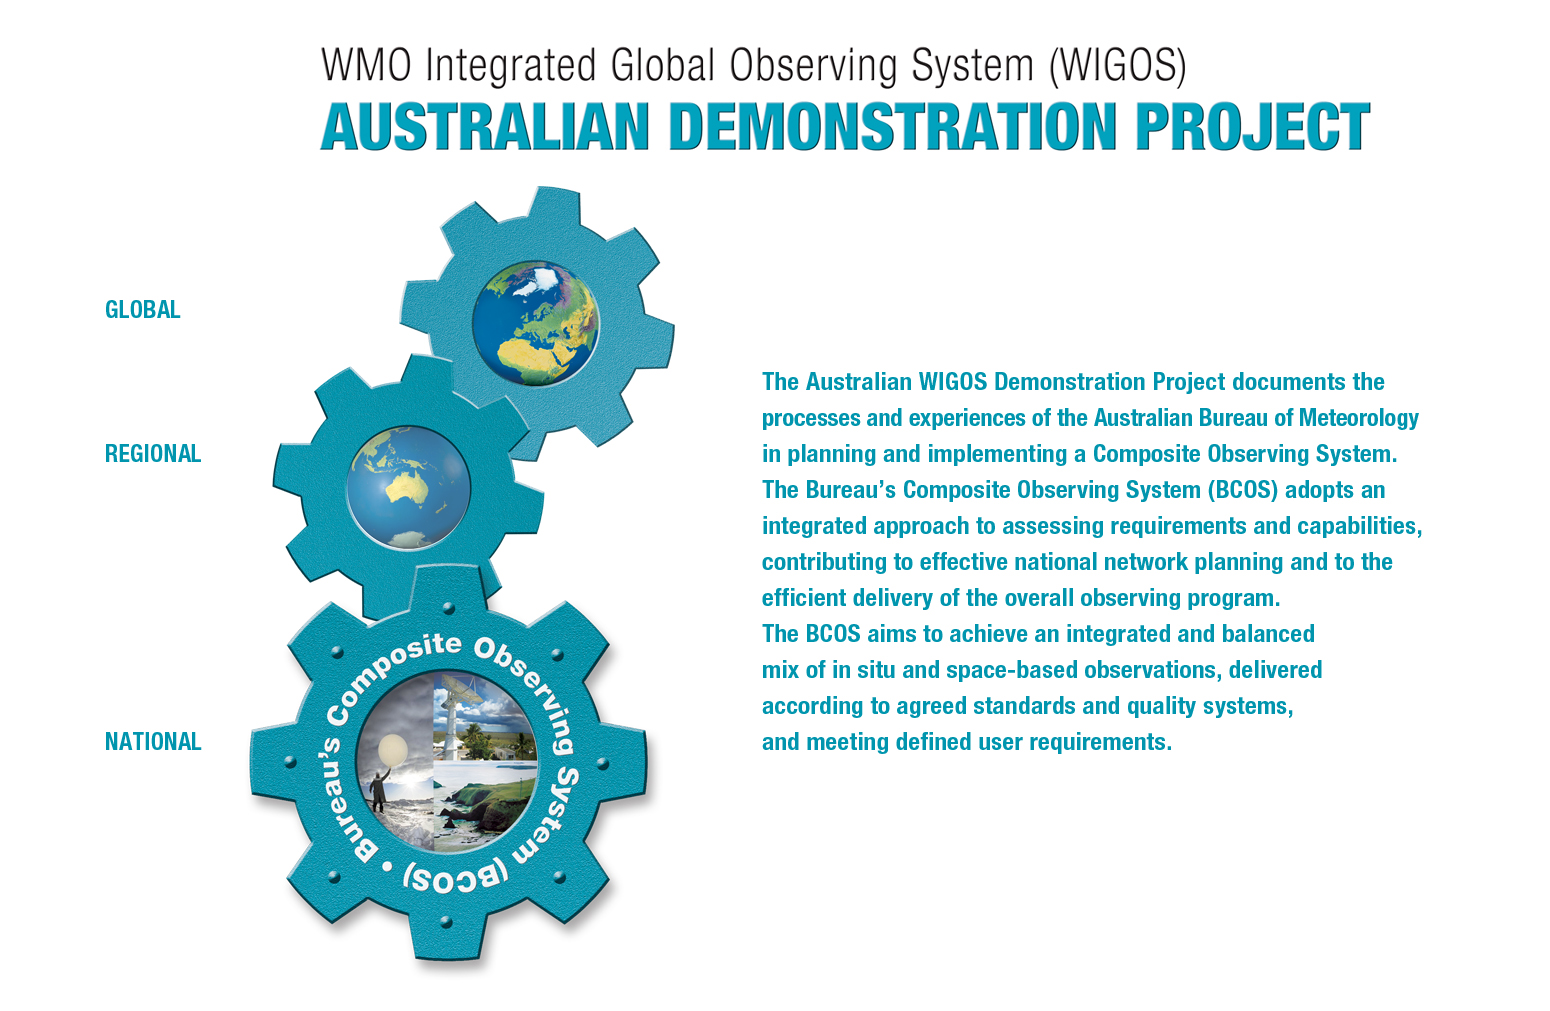 WMO Integrated Global Observing System (WIGOS)
AUSTRALIAN DEMONSTRATION PROJECT
GLOBAL
REGIONAL
NATIONAL
Bureau’s Composite Observing System (BCOS) •
The Australian WIGOS Demonstration Project documents the
processes and experiences of the Australian Bureau of Meteorology
in planning and implementing a Composite Observing System.
The Bureau’s Composite Observing System (BCOS) adopts an
integrated approach to assessing requirements and capabilities,
contributing to effective national network planning and to the
efficient delivery of the overall observing program.
The BCOS aims to achieve an integrated and balanced
mix of in situ and space-based observations, delivered
according to agreed standards and quality systems,
and meeting defined user requirements.